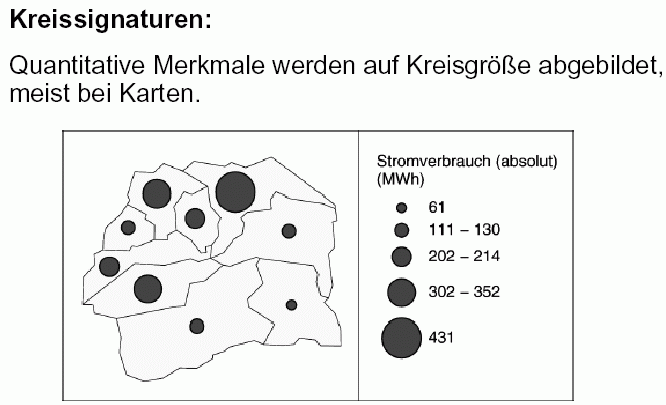 Kreissignaturen:
Quantitative Merkmale werden auf Kreisgröße abgebildet,
meist bei Karten.
Stromverbrauch (absolut)
(MWh)
61
111 – 130
202 – 214
302 – 352
431